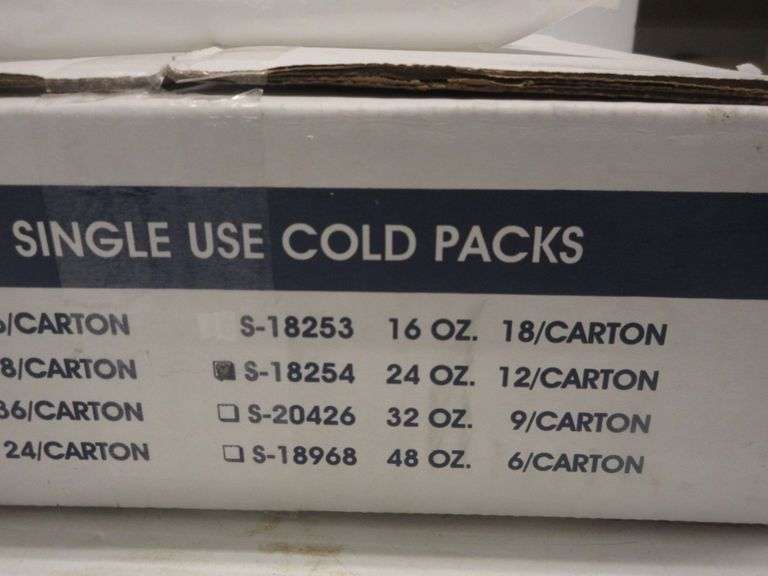 SINGLE USE COLD PACKS
/CARTON S-18253 16 OZ. 18/CARTON
8/CARTON S-18254 24 OZ. 12/CARTON
36/CARTON S-20426 32 OZ. 9/CARTON
24/CARTON S-18968 48 OZ. 6/CARTON